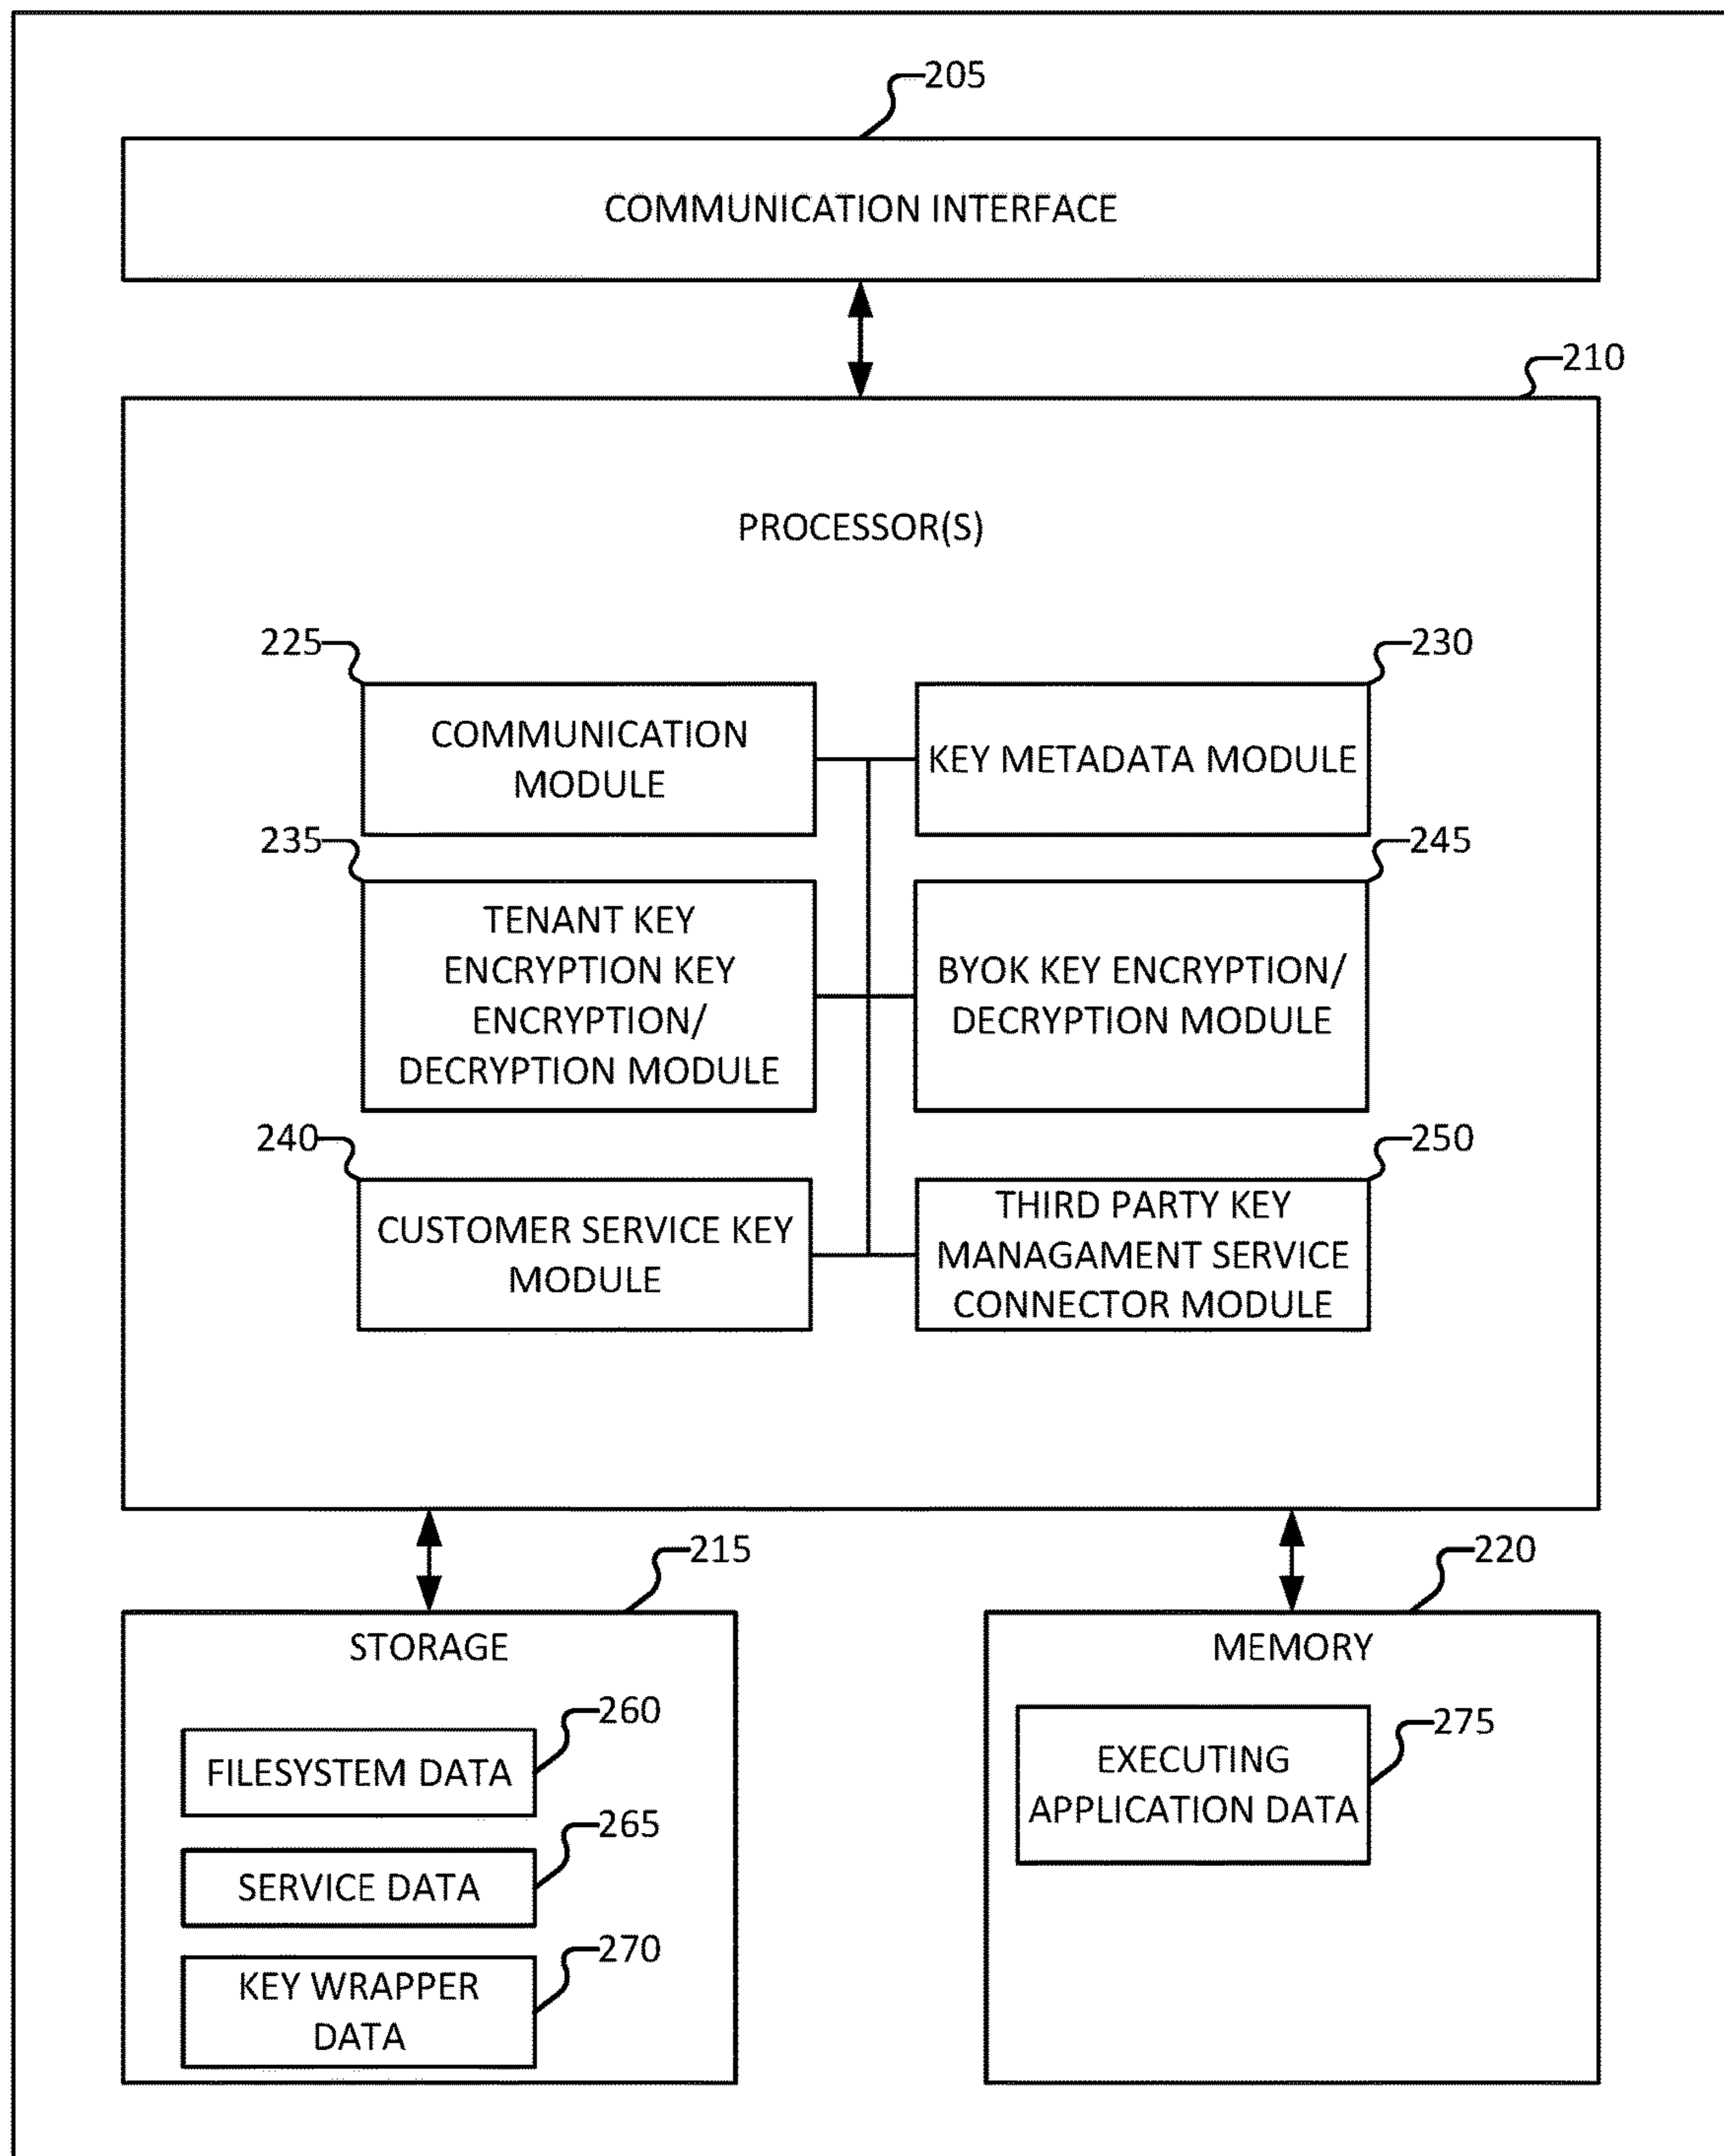 205
COMMUNICATION INTERFACE
210
PROCESSOR(S)
225
COMMUNICATION
MODULE
230
KEY METADATA MODULE
235
TENANT KEY
ENCRYPTION KEY
ENCRYPTION/
DECRYPTION MODULE
245
BYOK KEY ENCRYPTION/
DECRYPTION MODULE
240
CUSTOMER SERVICE KEY
MODULE
250
THIRD PARTY KEY
MANAGAMENT SERVICE
CONNECTOR MODULE
215
STORAGE
260
FILESYSTEM DATA
265
SERVICE DATA
270
KEY WRAPPER
DATA
220
MEMORY
275
EXECUTING
APPLICATION DATA